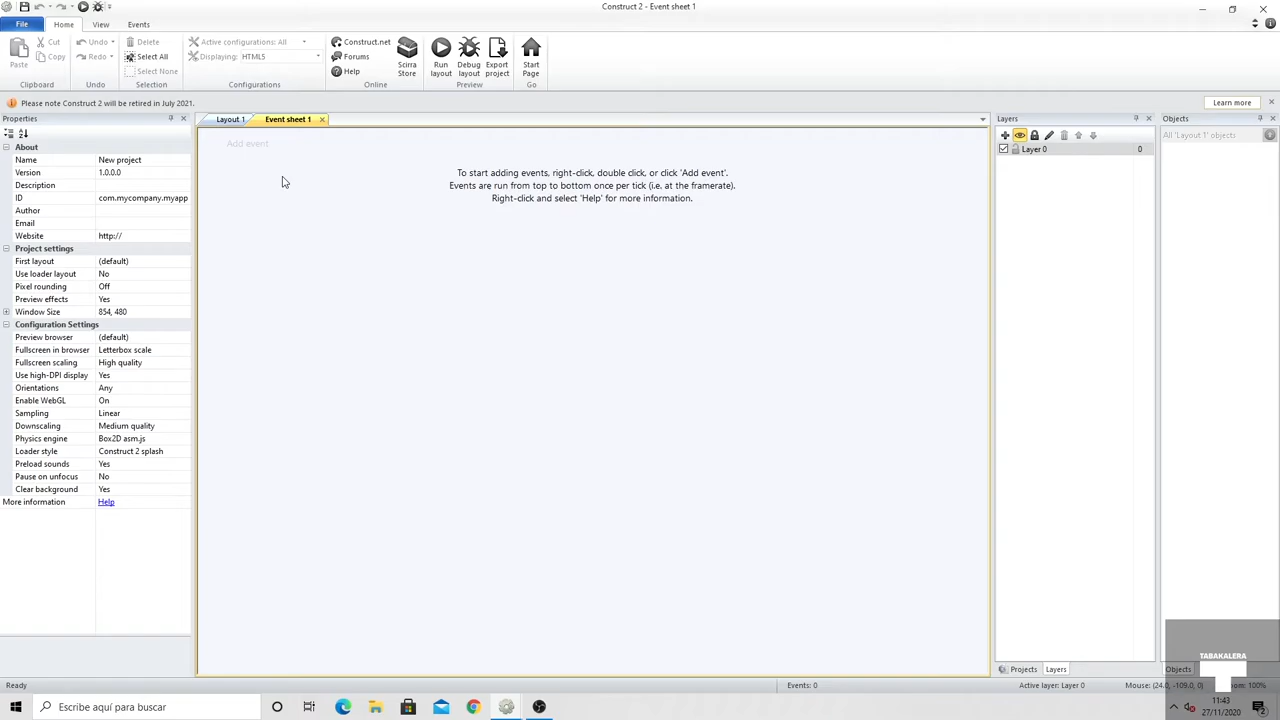 Construct 2 - Event sheet 1
File Home View Events
Paste
Cut
Copy
Clipboard
Undo
Redo
Undo
Delete
Select All
Select None
Selection
Active configurations: All
Displaying: HTML5
Configurations
Construct.net
Forums
Help
Scirra
Store
Online
Run
layout
Debug
layout
Export
project
Preview
Start
Page
Go
Please note Construct 2 will be retired in July 2021.
Learn more
Properties
About
Name New project
Version 1.0.0.0
Description
ID com.mycompany.myapp
Author
Email
Website http://
Project settings
First layout (default)
Use loader layout No
Pixel rounding Off
Preview effects Yes
Window Size 854, 480
Configuration Settings
Preview browser (default)
Fullscreen in browser Letterbox scale
Fullscreen scaling High quality
Use high-DPI display Yes
Orientations Any
Enable WebGL On
Sampling Linear
Downscaling Medium quality
Physics engine Box2D asm.js
Loader style Construct 2 splash
Preload sounds Yes
Pause on unfocus No
Clear background Yes
More information Help
Layout 1 Event sheet 1
Add event
To start adding events, right-click, double click, or click 'Add event'.
Events are run from top to bottom once per tick (i.e. at the framerate).
Right-click and select 'Help' for more information.
Layers
Layer 0 0
Projects Layers
Objects
All 'Layout 1' objects
TABAKALERA
Objects
Ready
Events: 0
Active layer: Layer 0
Mouse: (24.0, -109.0, 0)
oom: 100%
Escribe aquí para buscar
11:43
27/11/2020
2